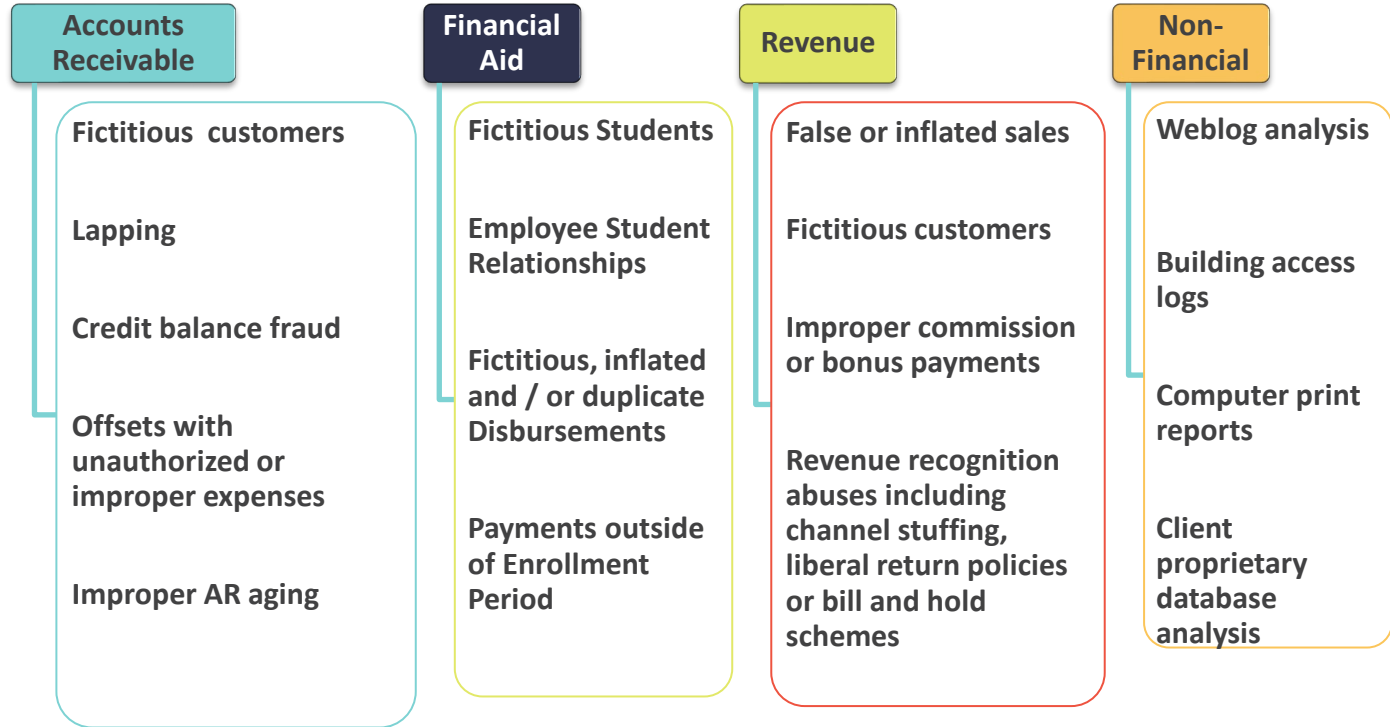 Accounts
Receivable
Fictitious customers
Lapping
Credit balance fraud
Offsets with
unauthorized or
improper expenses
Improper AR aging
Financial
Aid
Fictitious Students
Employee Student
Relationships
Fictitious, inflated
and / or duplicate
Disbursements
Payments outside
of Enrollment
Period
Revenue
False or inflated sales
Fictitious customers
Improper commission
or bonus payments
Revenue recognition
abuses including
channel stuffing,
liberal return policies
or bill and hold
schemes
Non-
Financial
Weblog analysis
Building access
logs
Computer print
reports
Client
proprietary
database
analysis